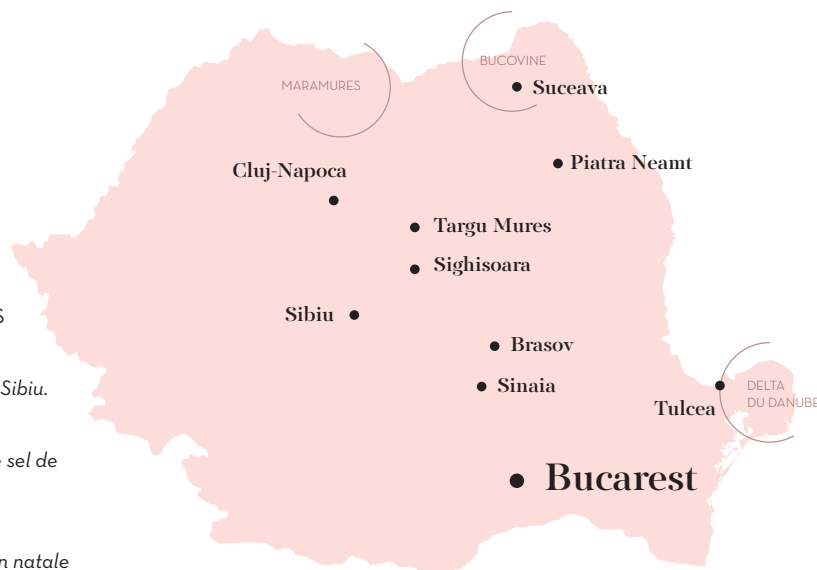 BUCOVINE
MARAMURES
Suceava
Piatra Neamt
Cluj-Napoca
Targu Mures
Sighisoara
Sibiu
S
Brasov
Sinaia
Sibiu.
DELTA
DU DANUBE
Tulcea
sel de
Bucarest
natale